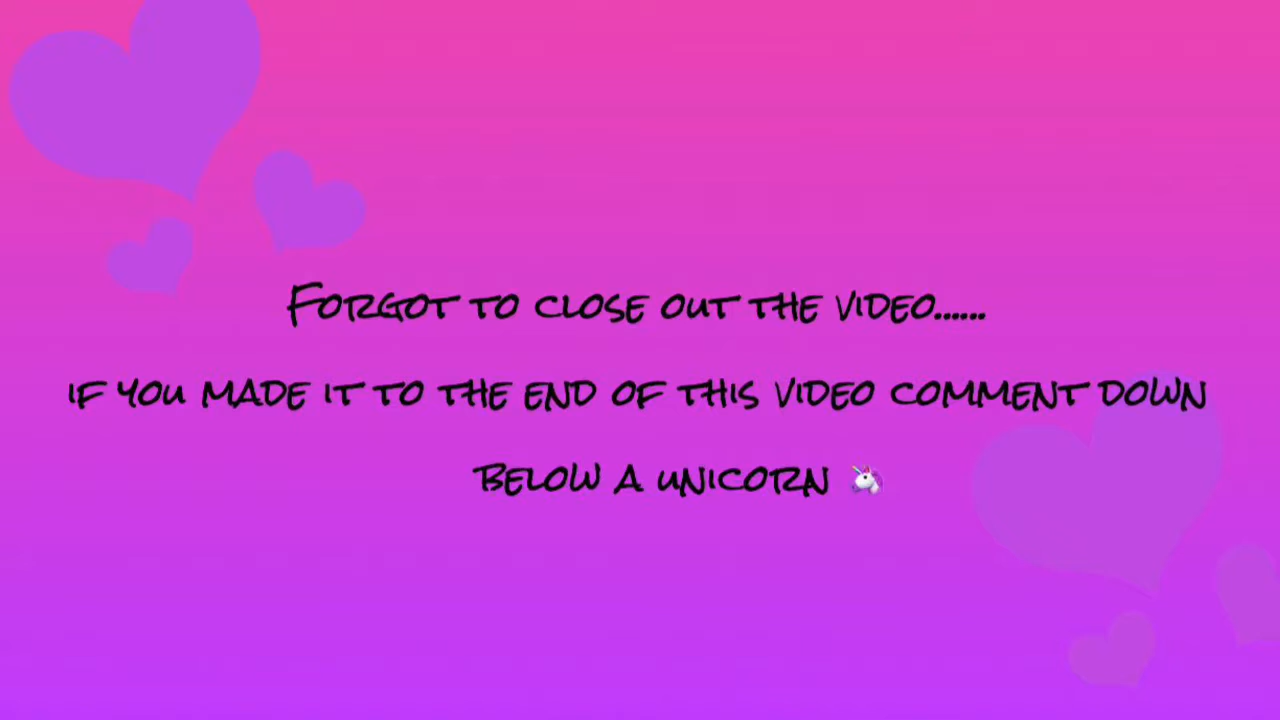 Forgot to close out the video......
if you made it to the end of this video comment down
below a unicorn 🦄